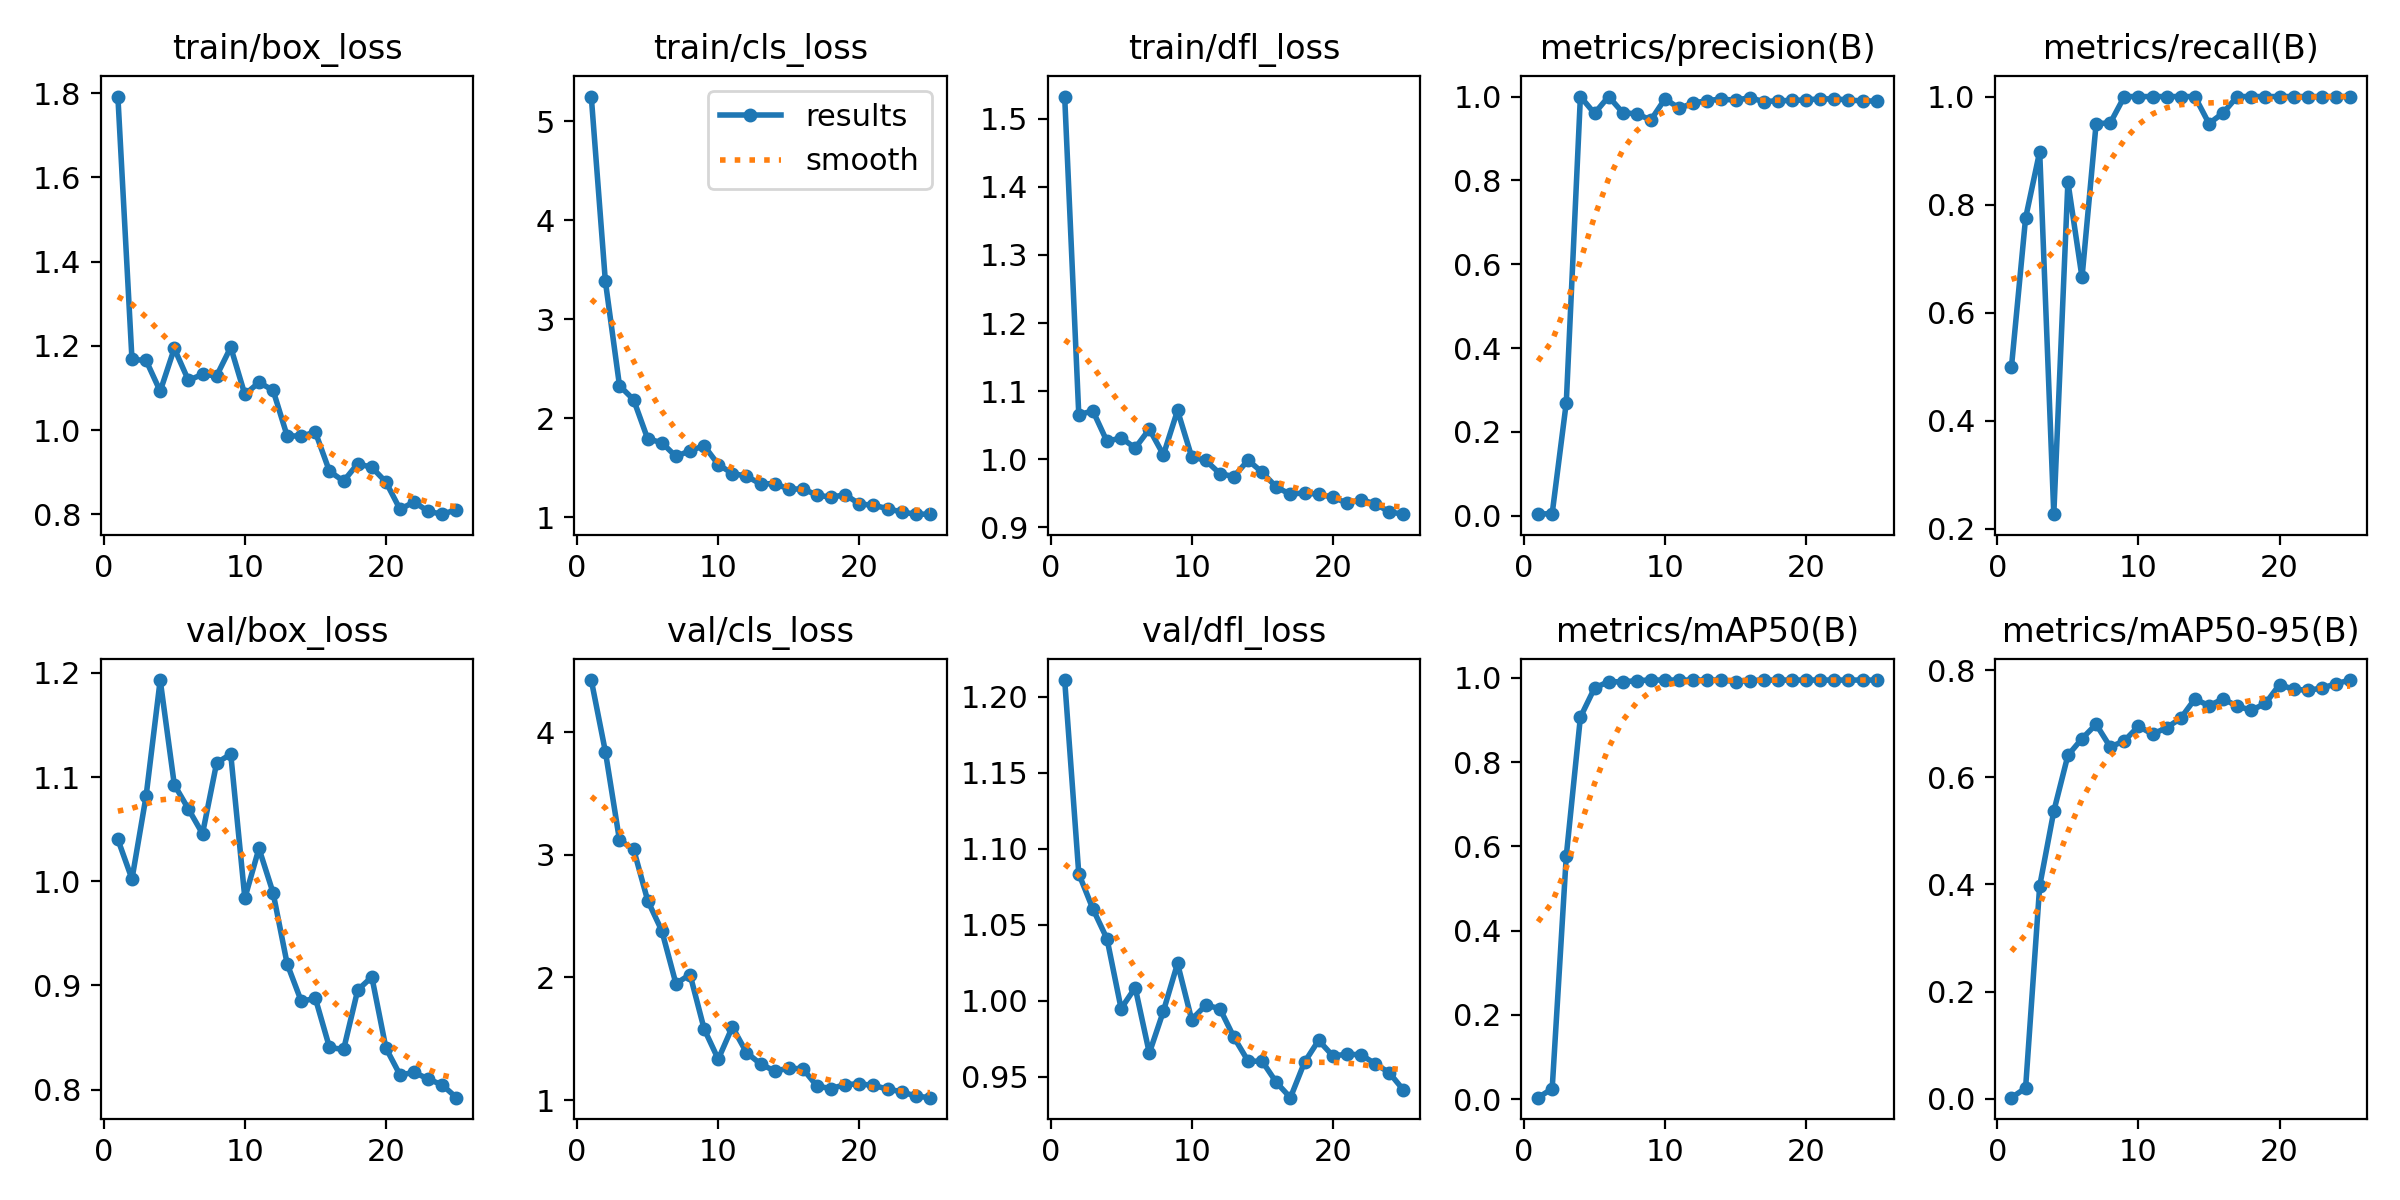 train/box_loss
1.8
1.6
1.4
1.2
1.0
0.8
0 10 20
train/cls_loss
results
smooth
5
4
3
2
1
0 10 20
train/dfl_loss
1.5
1.4
1.3
1.2
1.1
1.0
0.9
0 10 20
metrics/precision(B)
1.0
0.8
0.6
0.4
0.2
0.0
0 10 20
metrics/recall(B)
1.0
0.8
0.6
0.4
0.2
0 10 20
val/box_loss
1.2
1.1
1.0
0.9
0.8
0 10 20
val/cls_loss
4
3
2
1
0 10 20
val/dfl_loss
1.20
1.15
1.10
1.05
1.00
0.95
0 10 20
metrics/mAP50(B)
1.0
0.8
0.6
0.4
0.2
0.0
0 10 20
metrics/mAP50-95(B)
0.8
0.6
0.4
0.2
0.0
0 10 20